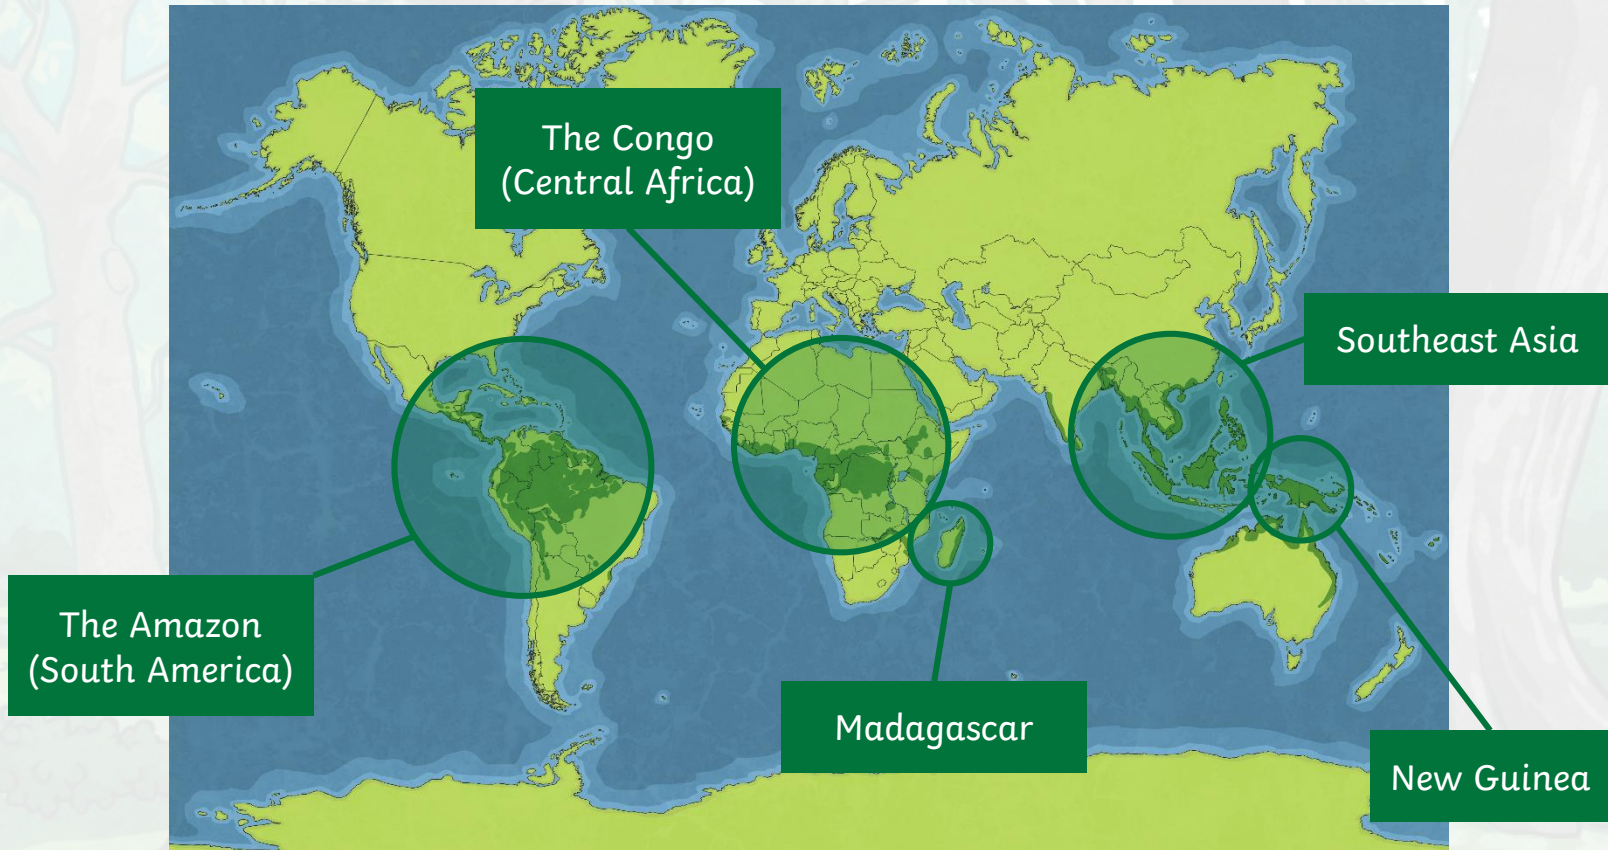 The Congo
(Central Africa)
Southeast Asia
The Amazon
(South America)
Madagascar
New Guinea